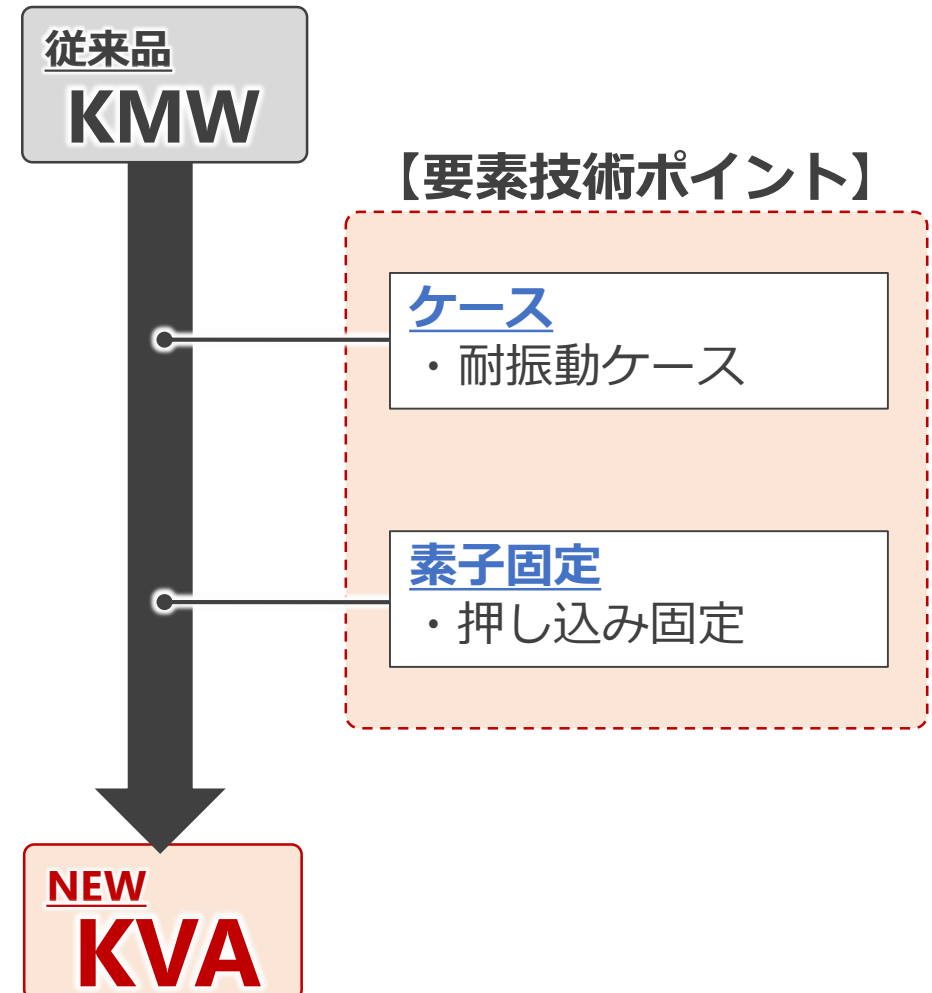 従来品
KMW
【要素技術ポイント】
ケース
・耐振動ケース
素子固定
・押し込み固定
NEW
KVA